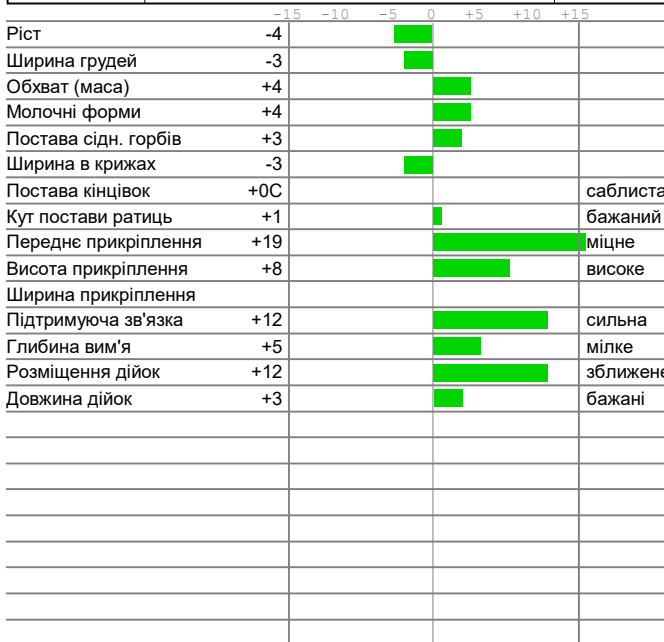 -15 -10 -5 0 +5 +10 +15
Ріст -4
Ширина грудей -3
Обхват (маса) +4
Молочні форми +4
Постава сідн. горбів +3
Ширина в крижах -3
Постава кінцівок +0C саблиста
Кут постави ратиць +1 бажаний
Переднє прикріплення +19 міцне
Висота прикріплення +8 високе
Ширина прикріплення
Підтримуюча зв'язка +12 сильна
Глибина вим'я +5 мілке
Розміщення дійок +12 зближене
Довжина дійок +3 бажані